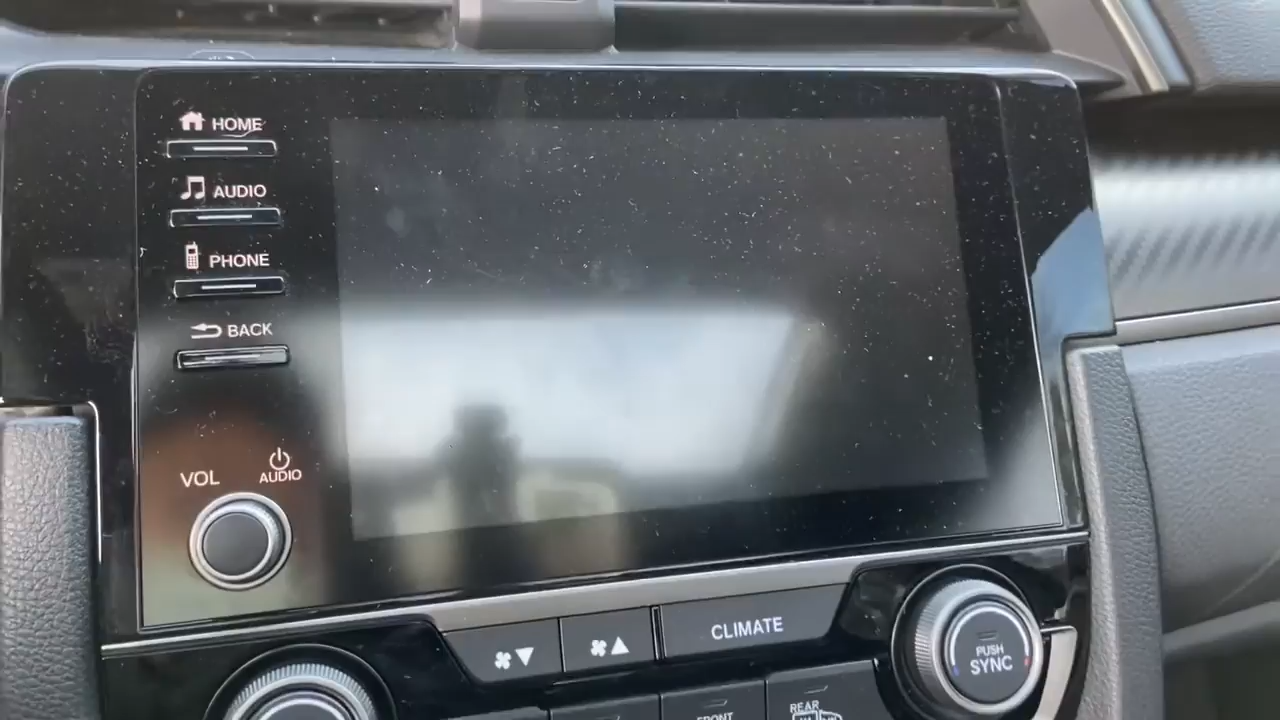 HOME
AUDIO
PHONE
BACK
VOL
AUDIO
CLIMATE
PUSH
SYNC
FRONT
REAR